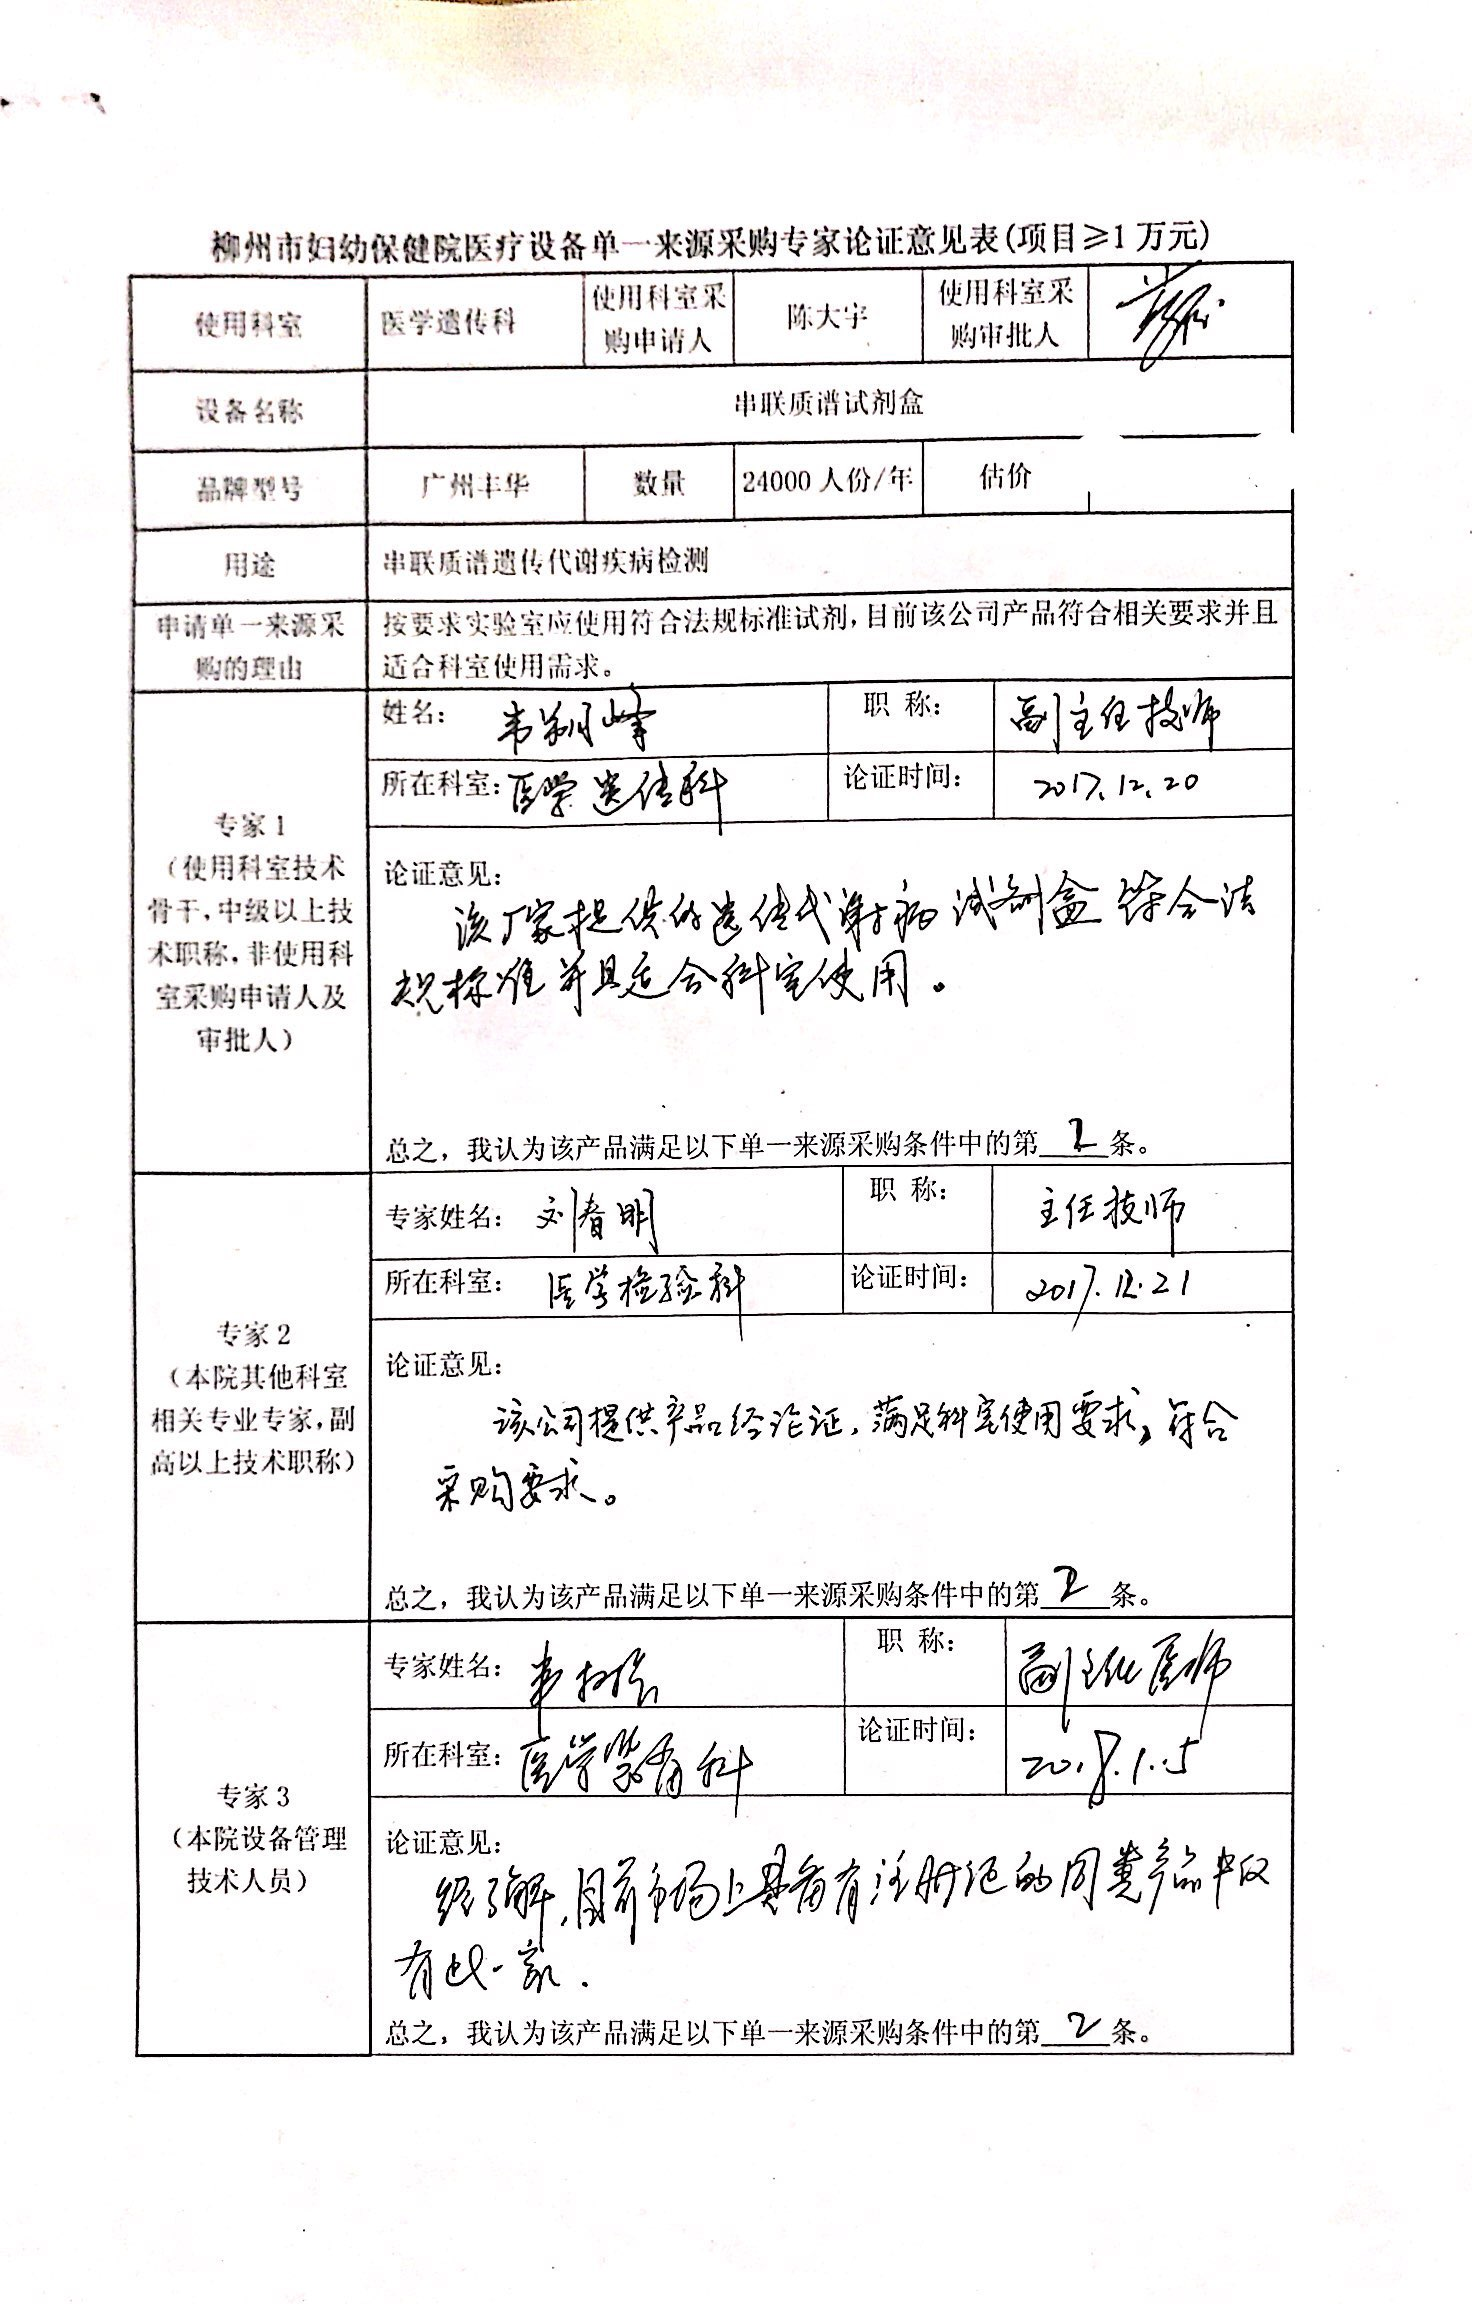 柳州市妇幼保健院医疗设备单一来源采购专家论证意见表(项目≥1万元)
使用科室 医学遗传科 使用科室采购申请人 陈大宇 使用科室采购审批人
设备名称 串联质谱试剂盒
品牌型号 广州丰华 数量 24000人份/年 估价
用途 串联质谱遗传代谢疾病检测
申请单一来源采购的理由
按要求实验室应使用符合法规标准试剂,目前该公司产品符合相关要求并且
适合科室使用需求。
专家1
(使用科室技术
骨干,中级以上技
术职称,非使用科
室采购申请人及
审批人)
姓名: 韦朔峰 职 称: 副主任技师
所在科室: 医学遗传科 论证时间: 2017.12.20
论证意见:
该厂家提供的遗传代谢病试剂盒符合法
规标准并且适合科室使用。
总之,我认为该产品满足以下单一来源采购条件中的第2条。
专家2
(本院其他科室
相关专业专家,副
高以上技术职称)
专家姓名: 刘春明 职 称: 主任技师
所在科室: 医学检验科 论证时间: 2017.12.21
论证意见:
该公司提供产品经论证,满足科室使用要求,符合
采购要求。
总之,我认为该产品满足以下单一来源采购条件中的第2条。
专家3
(本院设备管理
技术人员)
专家姓名: 职 称: 副主任医师
所在科室: 医学装备科 论证时间: 2018.1.5
论证意见:
经了解,目前市场上具备有注册证的同类产品中仅
有此一家.
总之,我认为该产品满足以下单一来源采购条件中的第2条。